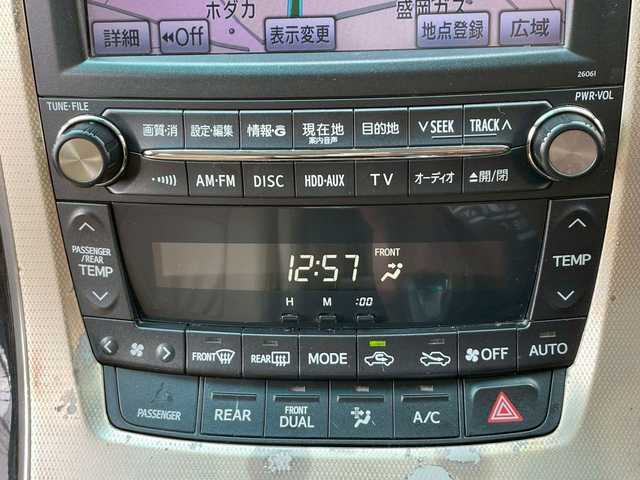 ホダカ 盛岡ガス
詳細 ◀◀Off 表示変更 地点登録 広域
26061
TUNE·FILE PWR·VOL
画質·消 設定·編集 情報·G 現在地 案内音声 目的地 ∨SEEK TRACK∧
AM·FM DISC HDD·AUX TV オーディオ ▲開/閉
PASSENGER
/REAR
TEMP
12:57 FRONT
TEMP
H M :00
FRONT REAR MODE OFF AUTO
PASSENGER REAR FRONT DUAL A/C